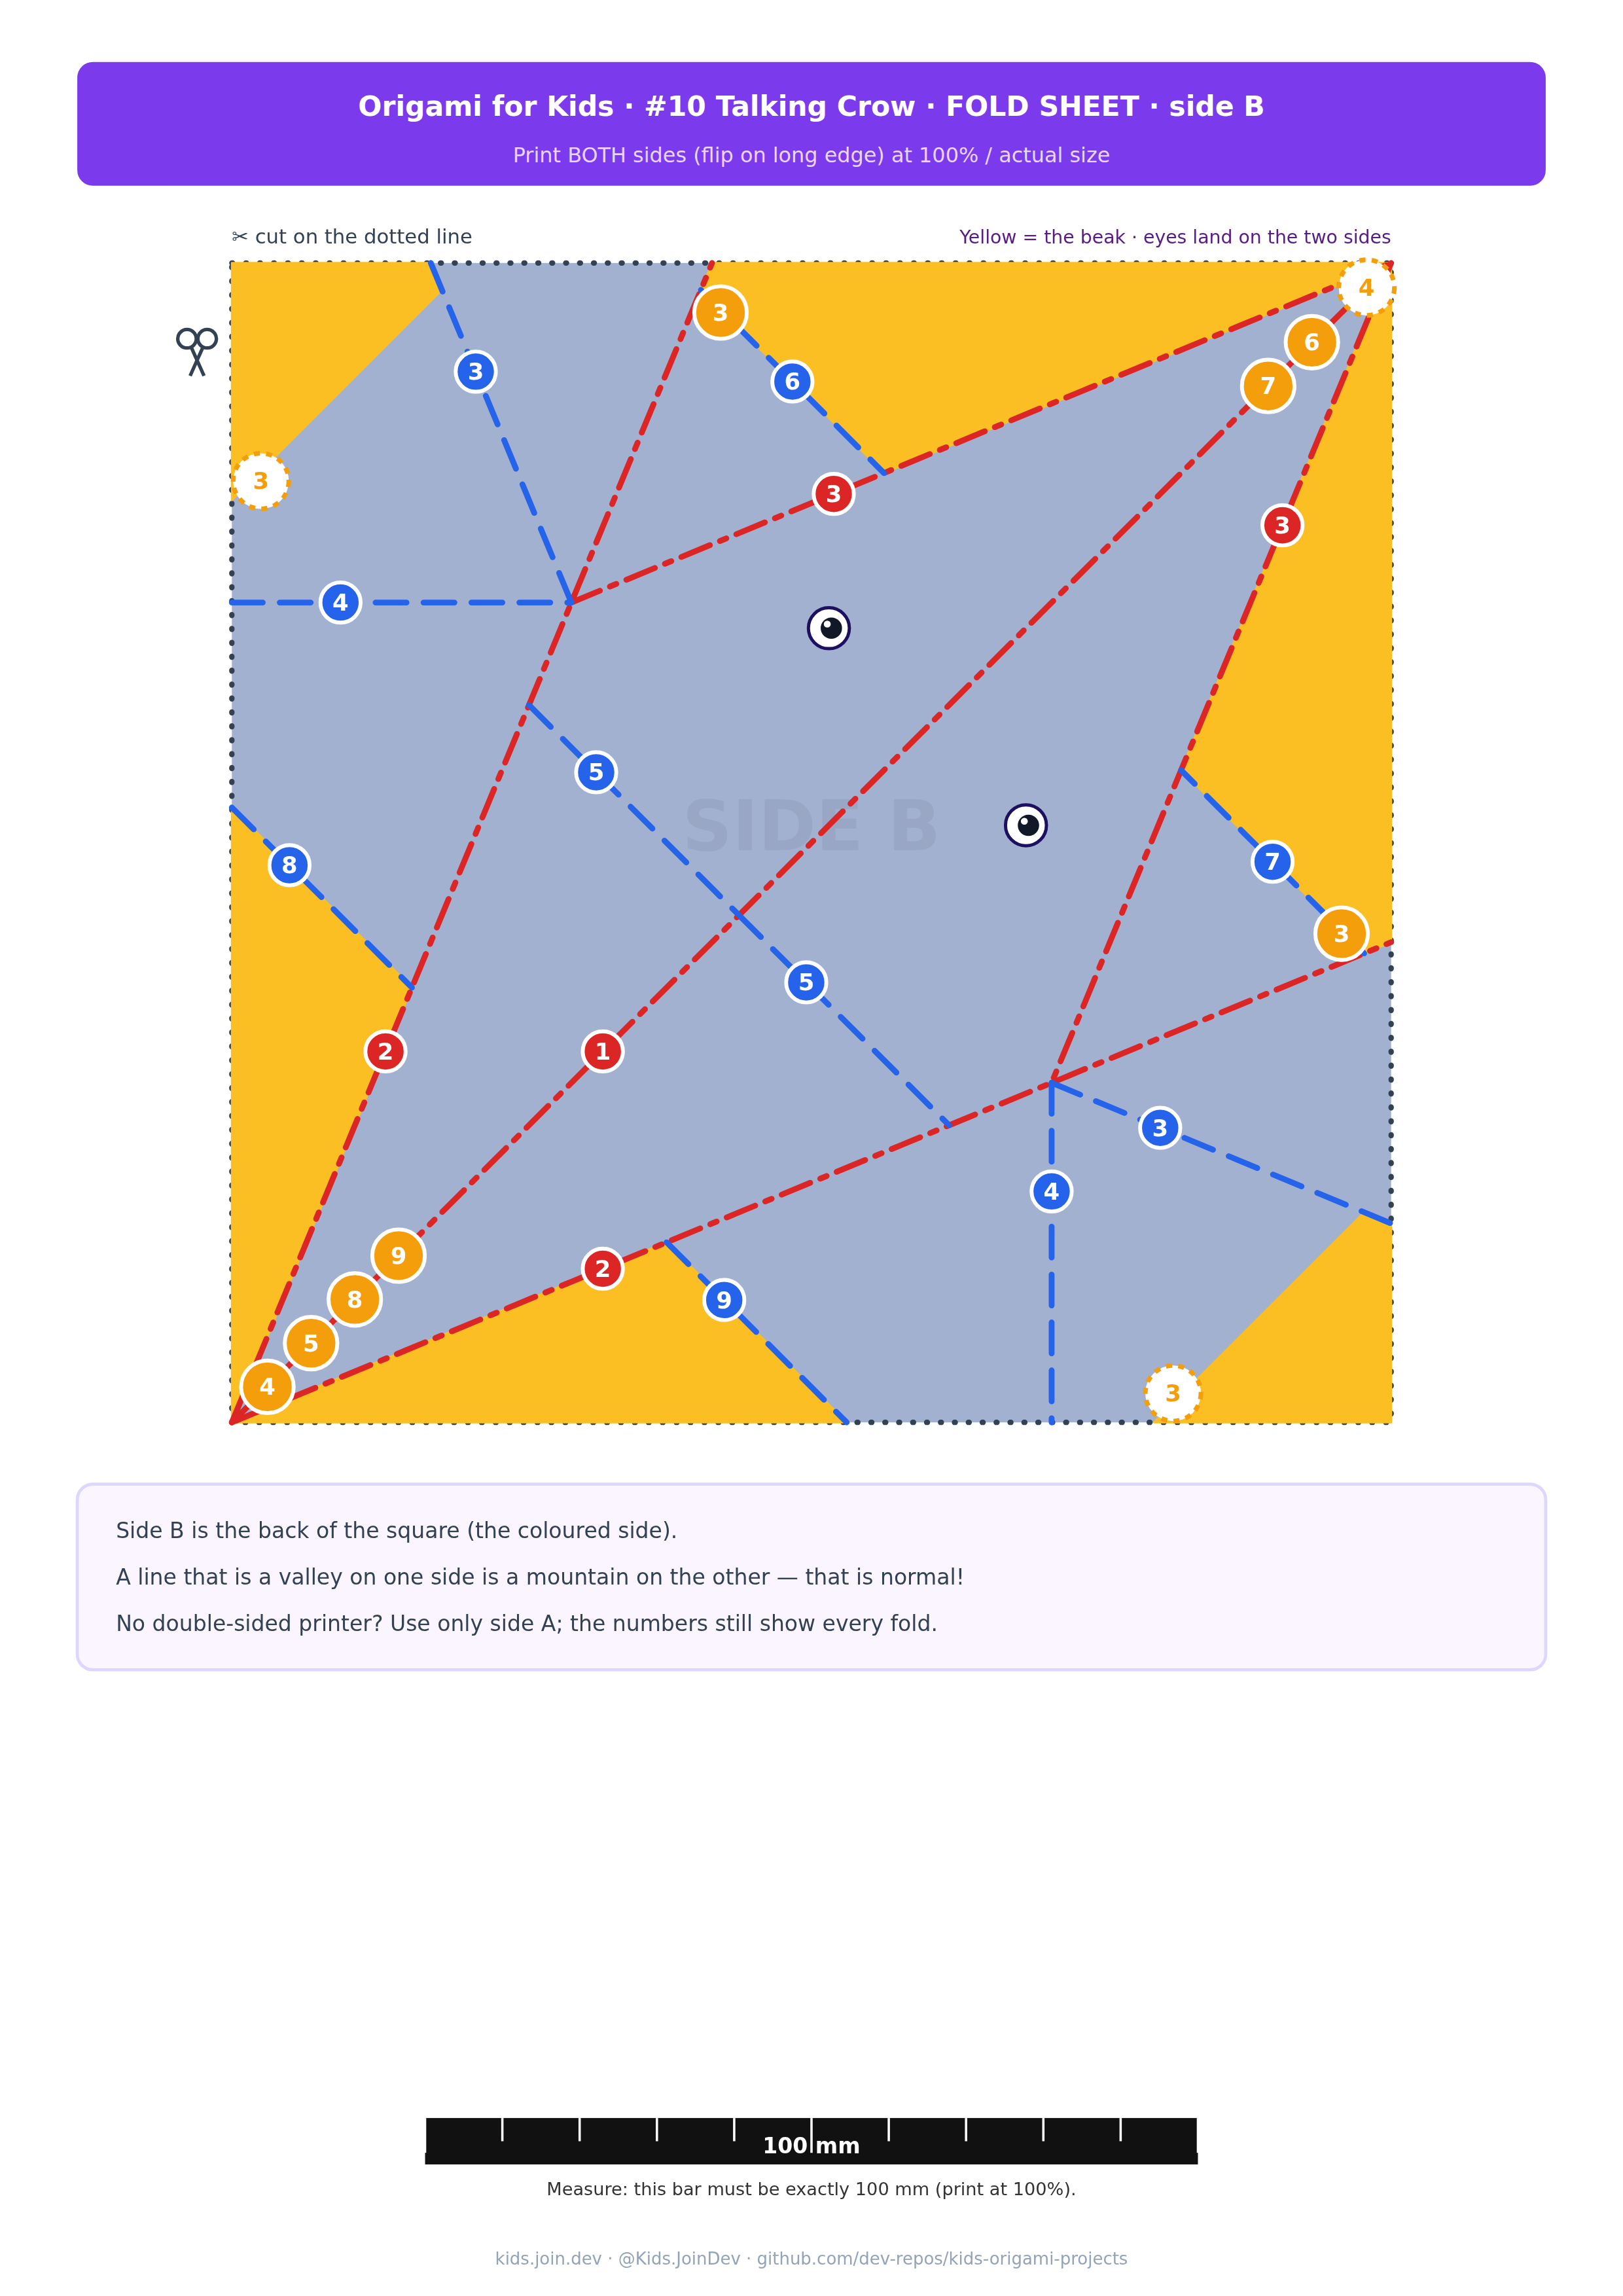 Origami for Kids · #10 Talking Crow · FOLD SHEET · side B
Print BOTH sides (flip on long edge) at 100% / actual size
✂ cut on the dotted line
Yellow = the beak · eyes land on the two sides
4
3
6
3
6
7
3
3
3
3
4
5
SIDE B
8
7
3
5
2
1
3
4
9
2
8
9
5
4
3
Side B is the back of the square (the coloured side).
A line that is a valley on one side is a mountain on the other — that is normal!
No double-sided printer? Use only side A; the numbers still show every fold.
100 mm
Measure: this bar must be exactly 100 mm (print at 100%).
kids.join.dev · @Kids.JoinDev · github.com/dev-repos/kids-origami-projects